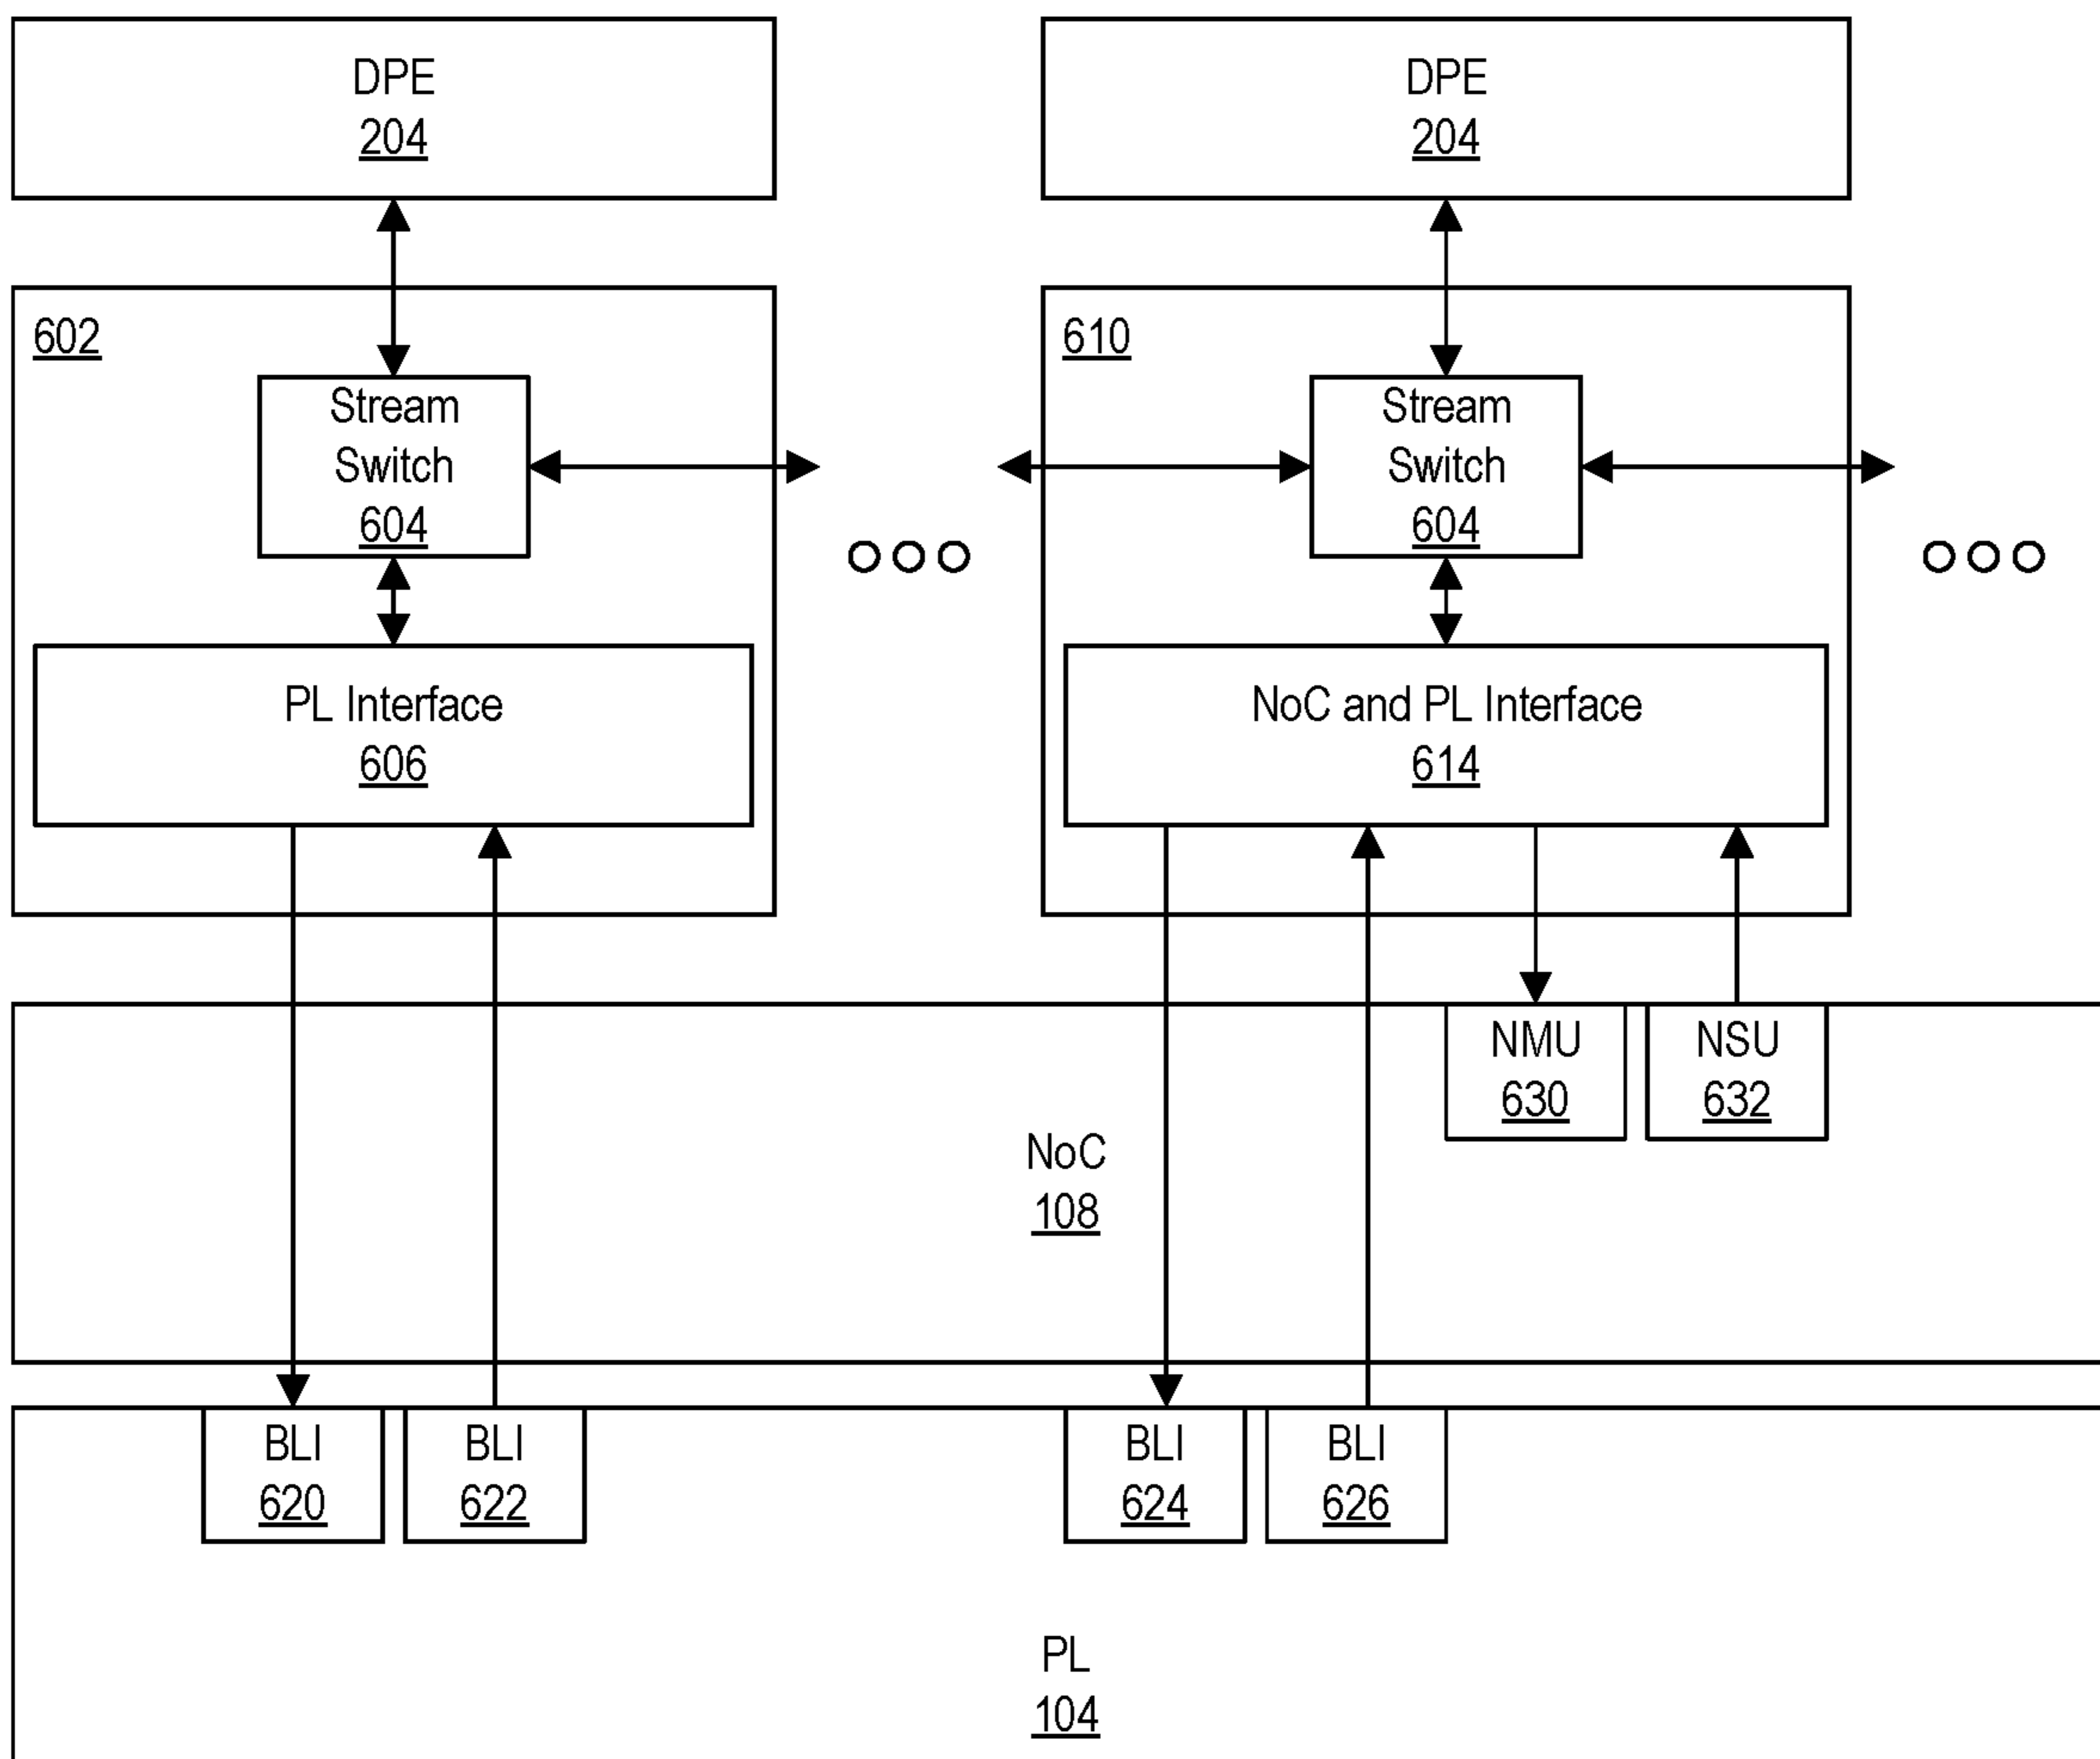 DPE
204
DPE
204
602
Stream
Switch
604
PL Interface
606
610
Stream
Switch
604
NoC and PL Interface
614
NMU
630
NSU
632
NoC
108
BLI
620
BLI
622
BLI
624
BLI
626
PL
104